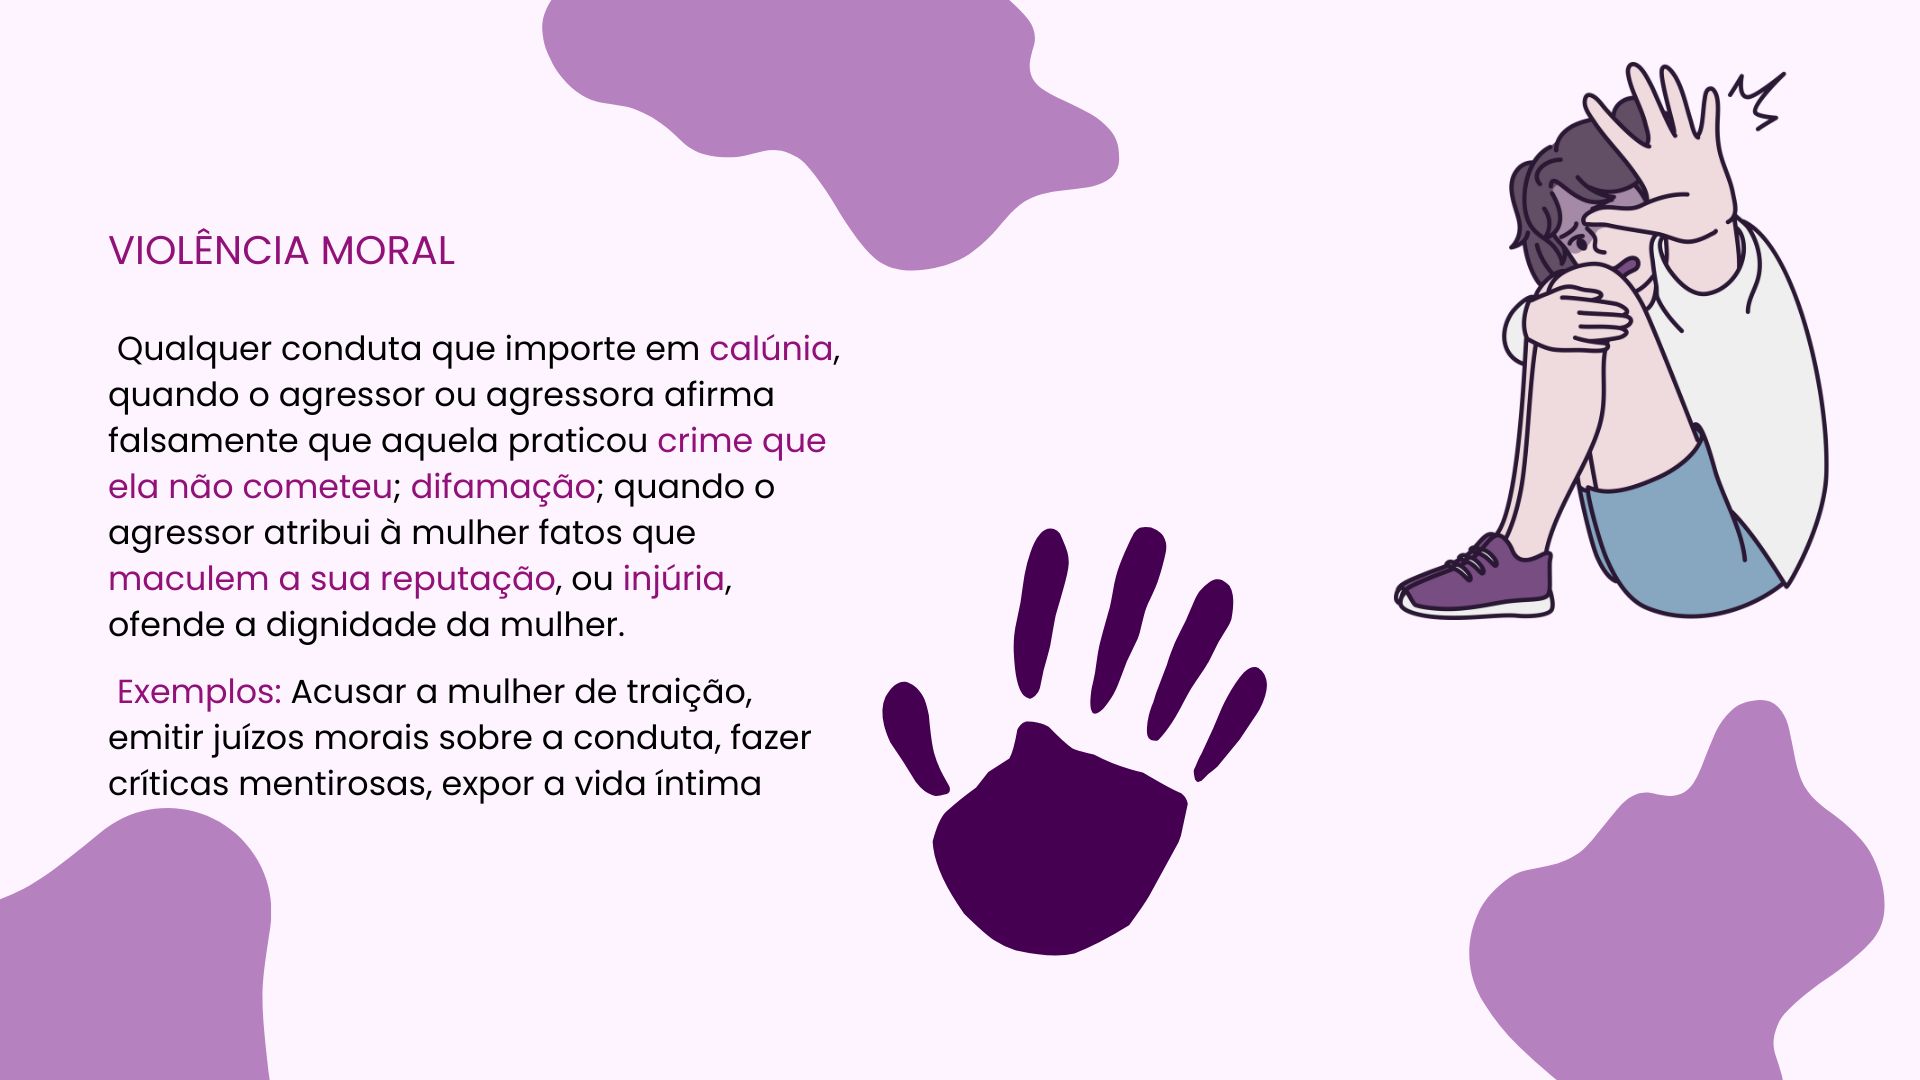 VIOLÊNCIA MORAL
Qualquer conduta que importe em calúnia,
quando o agressor ou agressora afirma
falsamente que aquela praticou crime que
ela não cometeu; difamação; quando o
agressor atribui à mulher fatos que
maculem a sua reputação, ou injúria,
ofende a dignidade da mulher.
Exemplos: Acusar a mulher de traição,
emitir juízos morais sobre a conduta, fazer
críticas mentirosas, expor a vida íntima